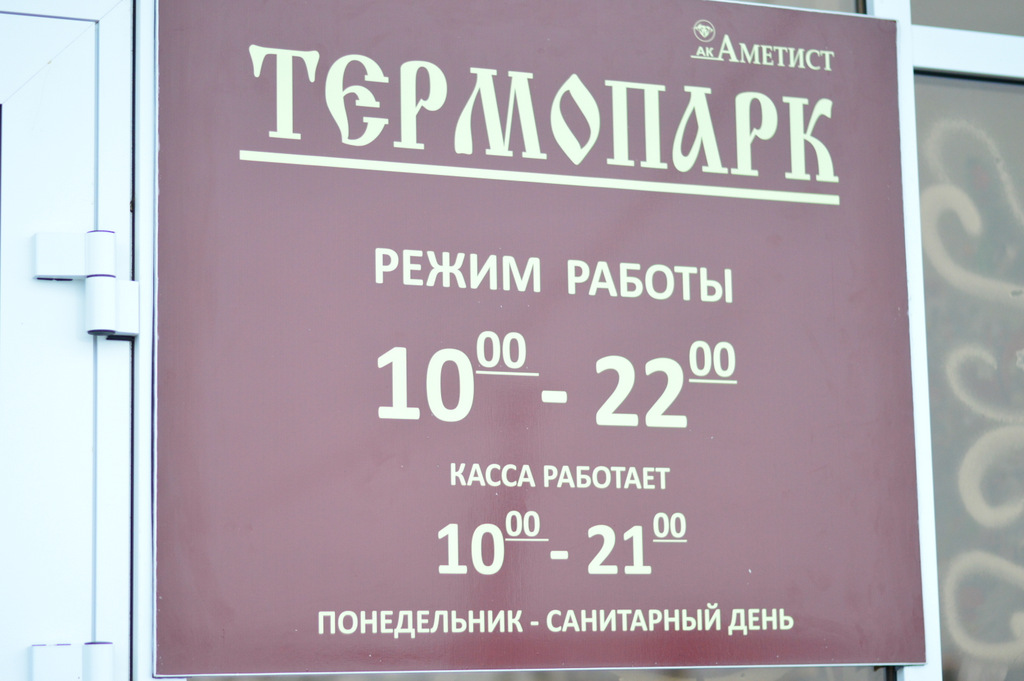 АК АМЕТИСТ
ТЕРМОПАРК
РЕЖИМ РАБОТЫ
10⁰⁰ - 22⁰⁰
КАССА РАБОТАЕТ
10⁰⁰ - 21⁰⁰
ПОНЕДЕЛЬНИК - САНИТАРНЫЙ ДЕНЬ